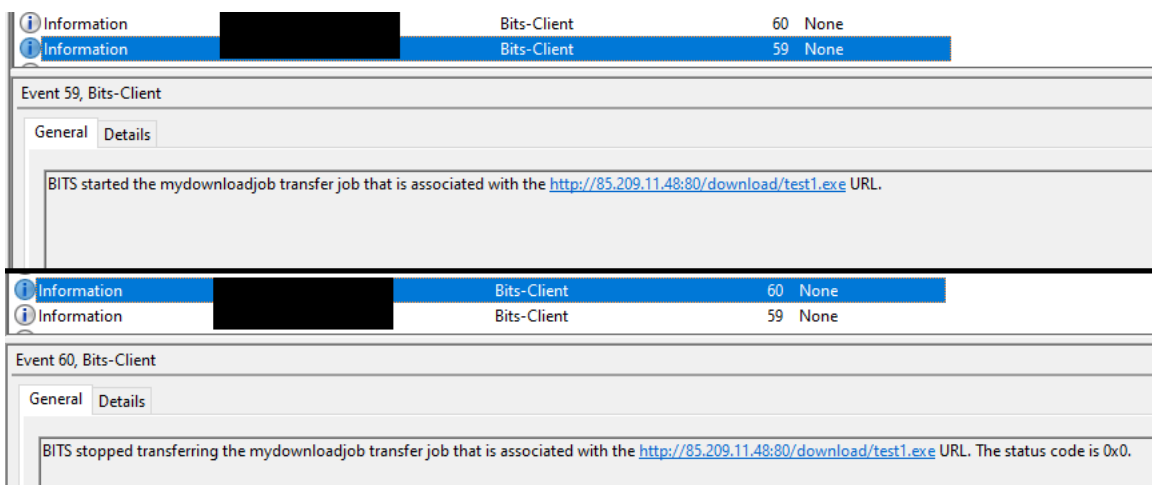 Information Bits-Client 60 None
Information Bits-Client 59 None
Event 59, Bits-Client
General Details
BITS started the mydownloadjob transfer job that is associated with the http://85.209.11.48:80/download/test1.exe URL.
Information Bits-Client 60 None
Information Bits-Client 59 None
Event 60, Bits-Client
General Details
BITS stopped transferring the mydownloadjob transfer job that is associated with the http://85.209.11.48:80/download/test1.exe URL. The status code is 0x0.